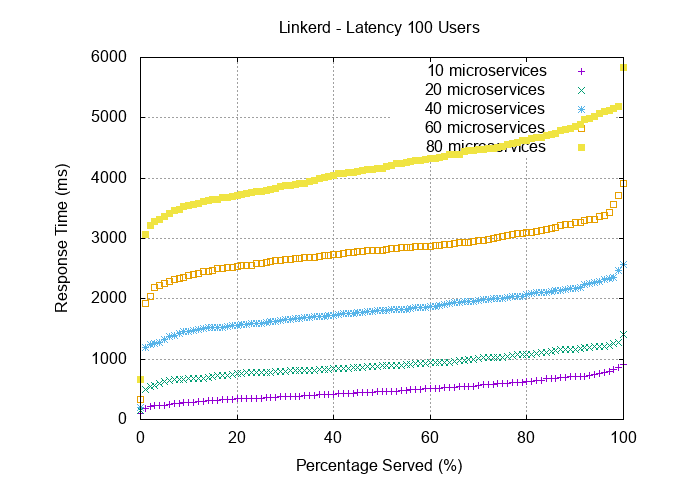 Linkerd - Latency 100 Users
6000
5000
4000
3000
2000
1000
0
Response Time (ms)
10 microservices
20 microservices
40 microservices
60 microservices
80 microservices
0 20 40 60 80 100
Percentage Served (%)